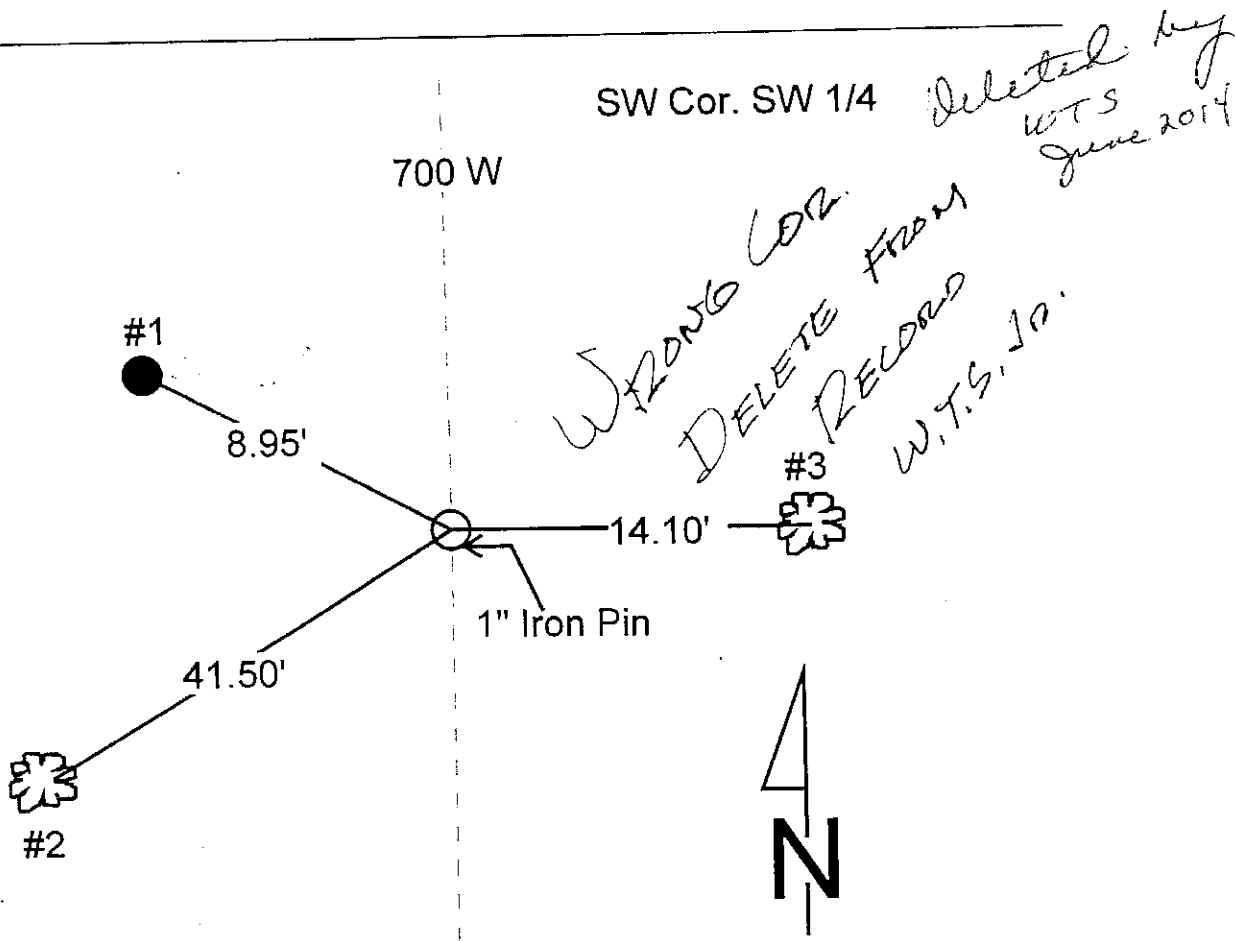 SW Cor. SW 1/4
Deleted by
WTS
June 2014
700 W
WRONG COR.
DELETE FROM
RECORD
W.T.S. Jr.
#1
8.95'
#3
14.10'
1" Iron Pin
41.50'
#2
N